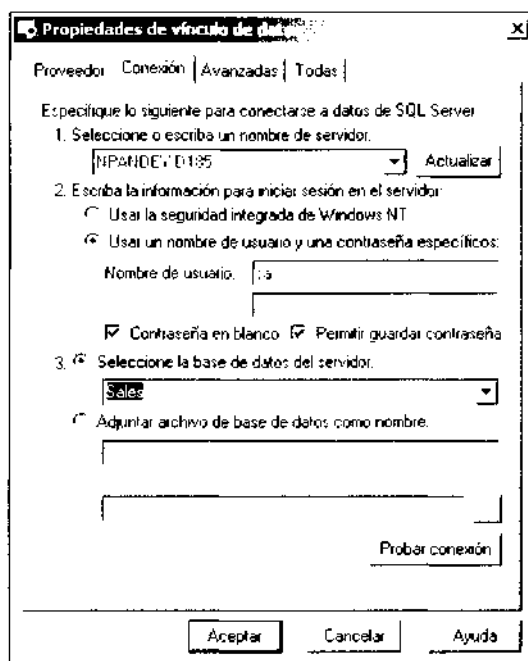 Propiedades de vínculo de datos
Proveedor Conexión Avanzadas Todas
Especifique lo siguiente para conectarse a datos de SQL Server
1. Seleccione o escriba un nombre de servidor.
Actualizar
2. Escriba la información para iniciar sesión en el servidor:
Usar la seguridad integrada de Windows NT
Usar un nombre de usuario y una contraseña específicos:
Nombre de usuario. sa
Contraseña en blanco Permitir guardar contraseña
3. Seleccione la base de datos del servidor.
Sales
Adjuntar archivo de base de datos como nombre.
Probar conexión
Aceptar Cancelar Ayuda